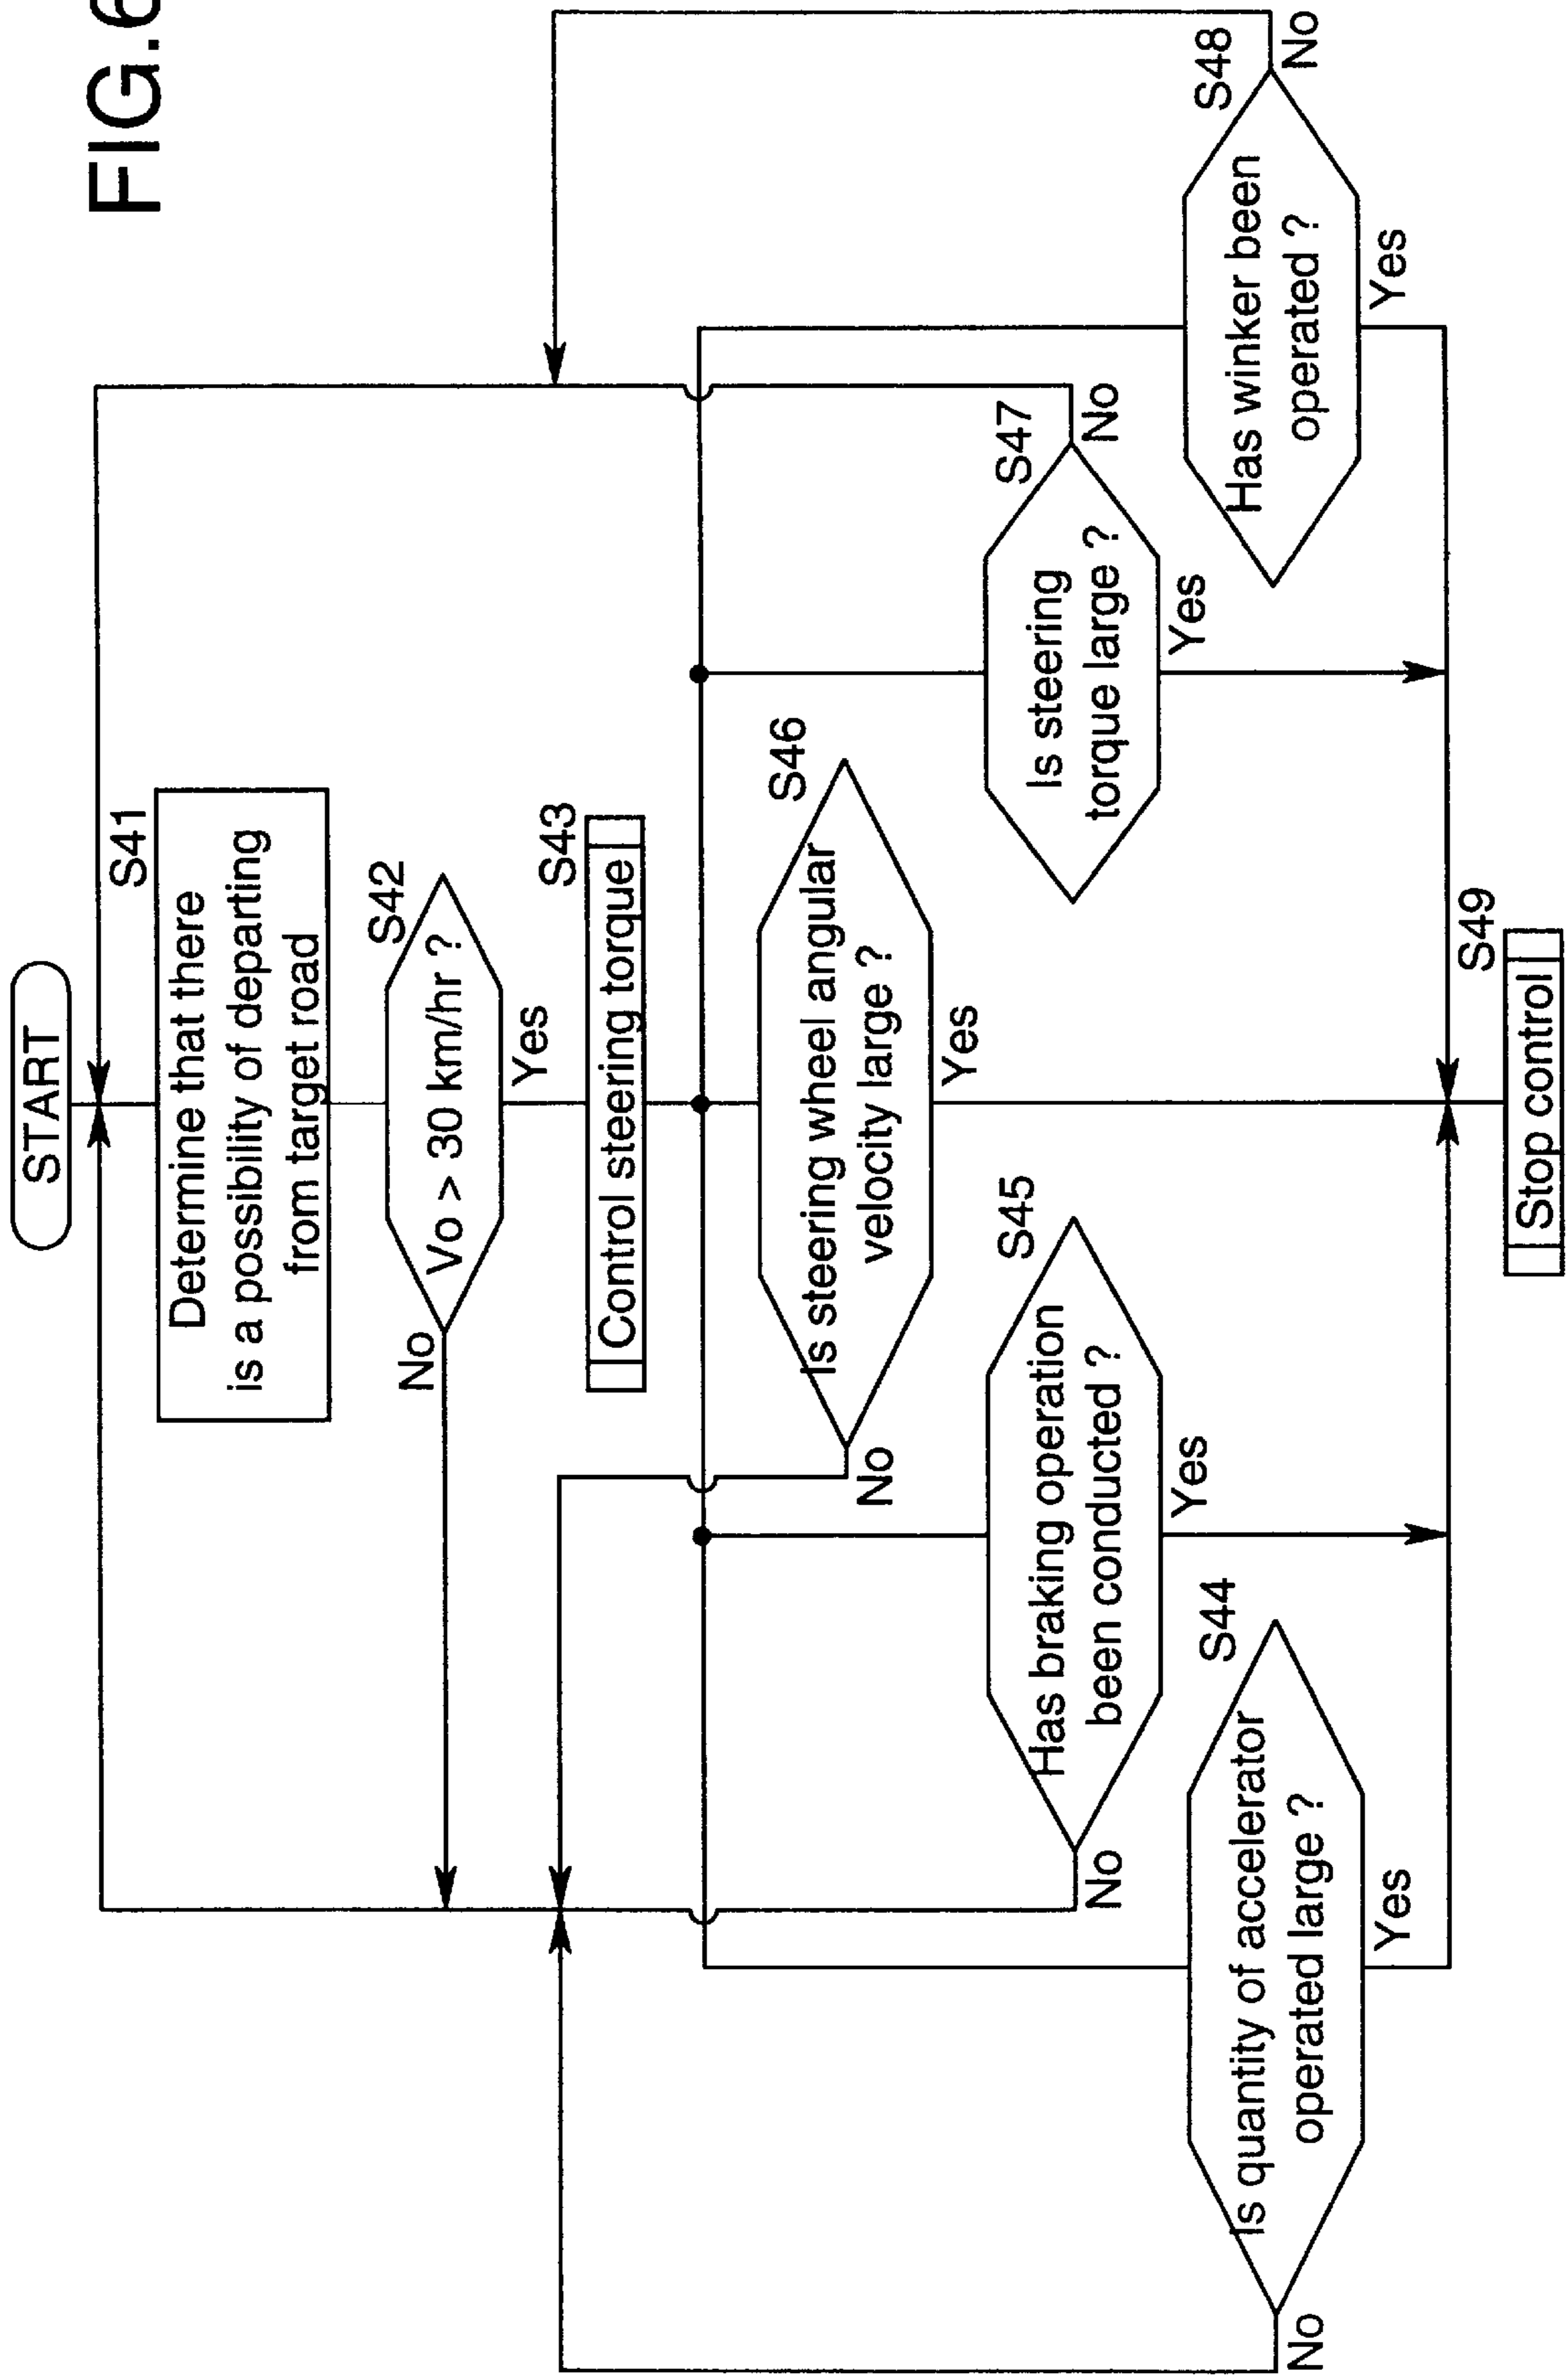 FIG.6
START
S41
Determine that there
is a possibility of departing
from target road
S42
Vo > 30 km/hr ?
No
Yes
S43
Control steering torque
S46
Is steering wheel angular
velocity large ?
No
Yes
S45
Has braking operation
been conducted ?
No
Yes
S47
Is steering
torque large ?
No
Yes
S44
Is quantity of accelerator
operated large ?
No
Yes
S48
Has winker been
operated ?
No
Yes
S49
Stop control